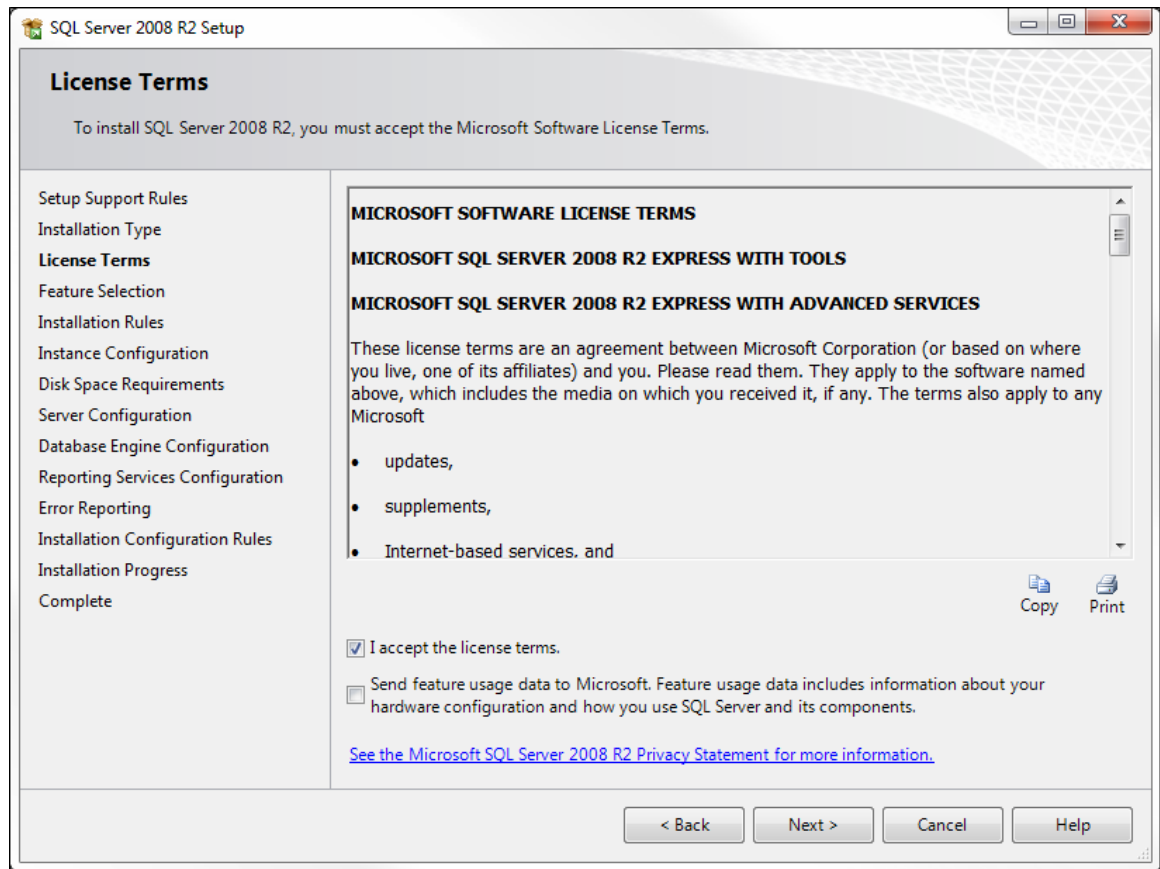 SQL Server 2008 R2 Setup
License Terms
To install SQL Server 2008 R2, you must accept the Microsoft Software License Terms.
Setup Support Rules
Installation Type
License Terms
Feature Selection
Installation Rules
Instance Configuration
Disk Space Requirements
Server Configuration
Database Engine Configuration
Reporting Services Configuration
Error Reporting
Installation Configuration Rules
Installation Progress
Complete
MICROSOFT SOFTWARE LICENSE TERMS
MICROSOFT SQL SERVER 2008 R2 EXPRESS WITH TOOLS
MICROSOFT SQL SERVER 2008 R2 EXPRESS WITH ADVANCED SERVICES
These license terms are an agreement between Microsoft Corporation (or based on where
you live, one of its affiliates) and you. Please read them. They apply to the software named
above, which includes the media on which you received it, if any. The terms also apply to any
Microsoft
• updates,
• supplements,
• Internet-based services, and
Copy Print
I accept the license terms.
Send feature usage data to Microsoft. Feature usage data includes information about your
hardware configuration and how you use SQL Server and its components.
See the Microsoft SQL Server 2008 R2 Privacy Statement for more information.
< Back Next > Cancel Help